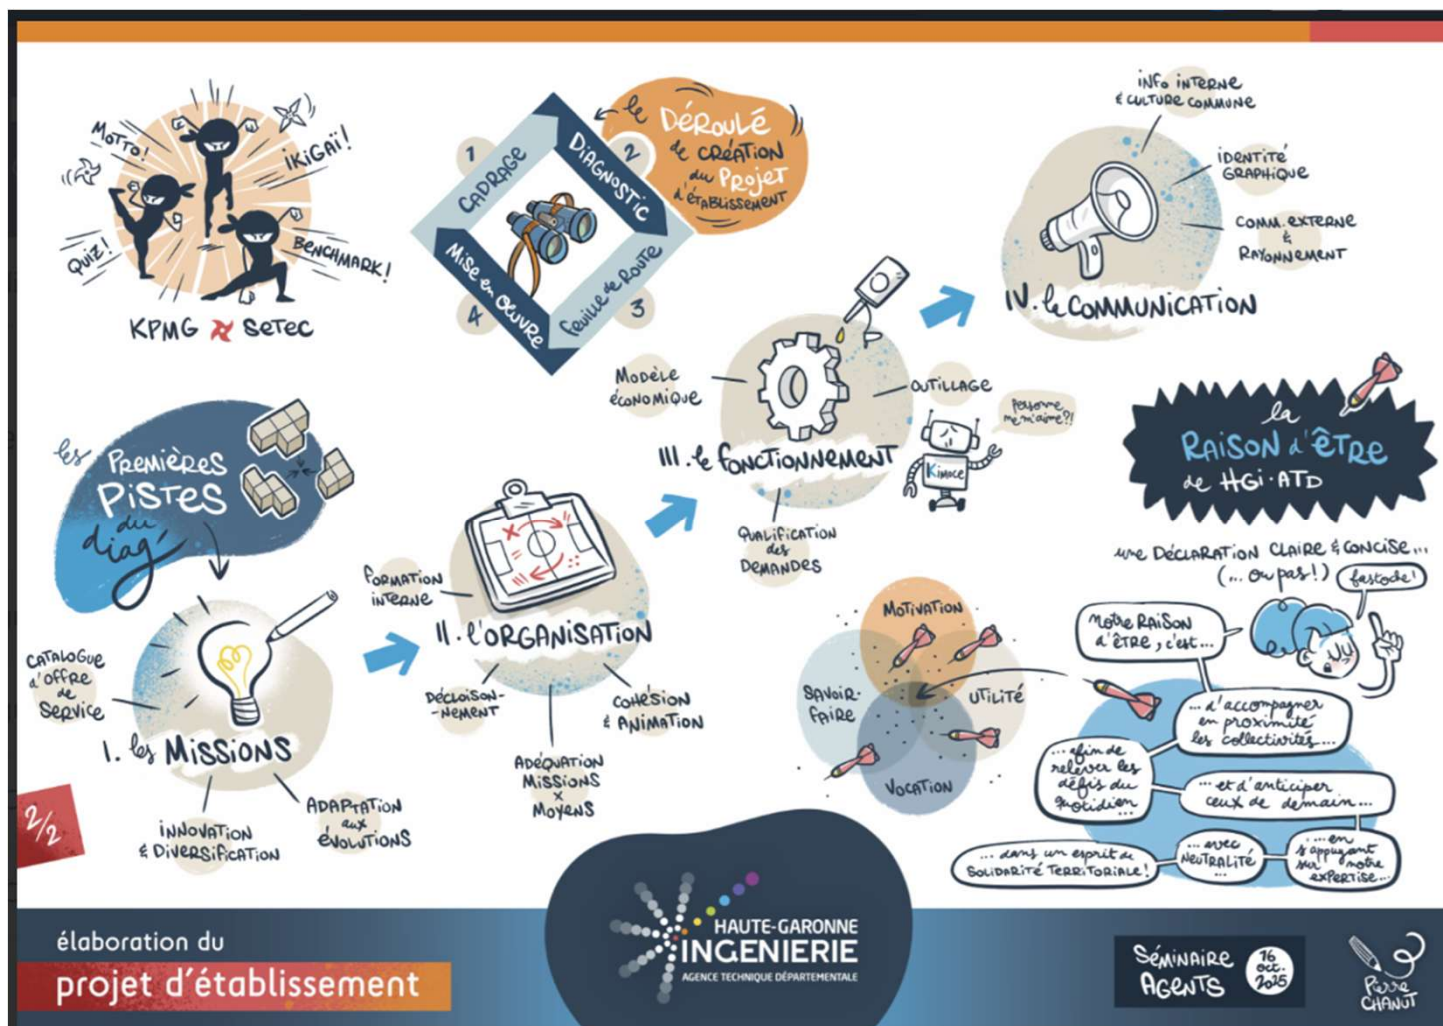 MOTTO!
IKIGAÏ!
QUIZ!
BENCHMARK!
KPMG SETEC
1
CADRAGE
2
DIAGNOSTIC
3
feuille de Route
4
Mise en Oeuvre
le
DÉROULÉ
de CRÉATION
du PROJET
d'ÉTABLISSEMENT
INFO INTERNE
& CULTURE COMMUNE
IDENTITÉ
GRAPHIQUE
COMM. EXTERNE
&
RAYONNEMENT
IV. la COMMUNICATION
MODÈLE
ÉCONOMIQUE
OUTILLAGE
Personne
ne m'aime?!
KIMOCE
III. le fONCTIONNEMENT
QUALIFICATION
des
DEMANDES
les
PREMIÈRES
PISTES
du
diag'
FORMATION
INTERNE
II. l'ORGANISATION
DÉCLOISON-
-NEMENT
ADÉQUATION
MISSIONS
x
MOYENS
COHÉSION
& ANIMATION
CATALOGUE
d'OFFRE
de
SERVICE
I. les MISSIONS
INNOVATION
& DIVERSIFICATION
ADAPTATION
aux
ÉVOLUTIONS
la
RAISON d'ÊTRE
de HGI·ATD
une DÉCLARATION CLAIRE & CONCISE...
(... ou pas!)
fastoche!
MOTIVATION
SAVOIR-
FAIRE
UTILITÉ
VOCATION
notre RAISON
d'ÊTRE, c'est...
... d'accompagner
en proximité
les collectivités...
... afin de
relever les
défis du
quotidien
...
... et d'anticiper
ceux de demain...
... en
s'appuyant
sur notre
EXPERTISE...
... avec
NEUTRALITÉ
...
... dans un esprit de
SOLIDARITÉ TERRITORIALE!
2/2
élaboration du
projet d'établissement
HAUTE-GARONNE
INGENIERIE
AGENCE TECHNIQUE DÉPARTEMENTALE
SÉMINAIRE
AGENTS
16
oct.
2025
Pierre
CHANUT